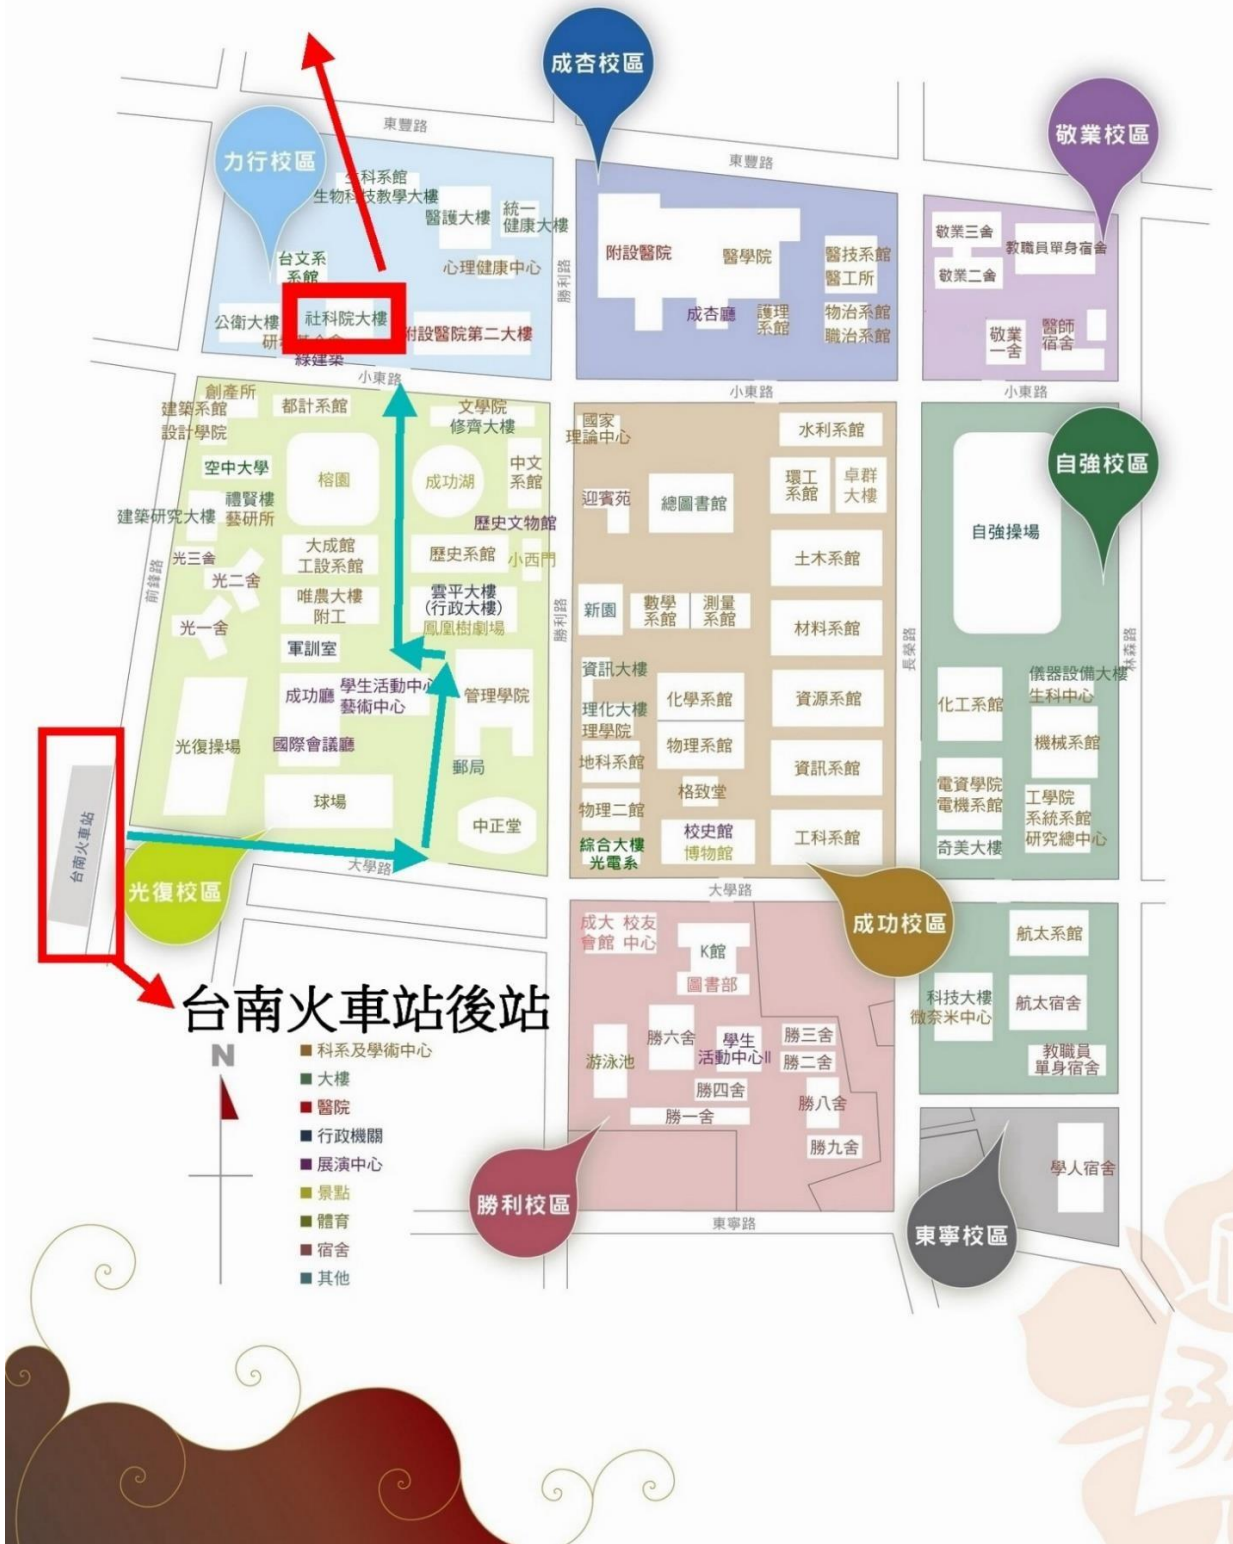 成杏校區
東豐路
力行校區
生科系館
生物科技教學大樓
醫護大樓
統一
健康大樓
心理健康中心
台文系
系館
公衛大樓
社科院大樓
附設醫院第二大樓
綠建築
勝利路
東豐路
敬業校區
附設醫院
醫學院
醫技系館
醫工所
成杏廳
護理
系館
物治系館
職治系館
敬業三舍
敬業二舍
教職員單身宿舍
敬業
一舍
醫師
宿舍
小東路
小東路
小東路
創產所
建築系館
設計學院
都計系館
文學院
修齊大樓
空中大學
榕園
成功湖
中文
系館
禮賢樓
藝研所
建築研究大樓
歷史文物館
光三舍
光二舍
光一舍
大成館
工設系館
歷史系館
小西門
唯農大樓
附工
雲平大樓
(行政大樓)
鳳凰樹劇場
軍訓室
成功廳
學生活動中心
藝術中心
管理學院
光復操場
國際會議廳
郵局
球場
中正堂
前鋒路
勝利路
台南火車站
大學路
光復校區
國家
理論中心
水利系館
迎賓苑
總圖書館
環工
系館
卓群
大樓
土木系館
新園
數學
系館
測量
系館
材料系館
資訊大樓
理化大樓
理學院
化學系館
資源系館
地科系館
物理系館
資訊系館
物理二館
格致堂
綜合大樓
光電系
校史館
博物館
工科系館
長榮路
自強校區
自強操場
林森路
儀器設備大樓
生科中心
化工系館
機械系館
電資學院
電機系館
工學院
系統系館
研究總中心
奇美大樓
大學路
成功校區
成大
會館
校友
中心
K館
圖書部
航太系館
科技大樓
微奈米中心
航太宿舍
教職員
單身宿舍
游泳池
勝六舍
學生
活動中心II
勝三舍
勝二舍
勝四舍
勝一舍
勝八舍
勝九舍
學人宿舍
勝利校區
東寧路
東寧校區
台南火車站後站
N
科系及學術中心
大樓
醫院
行政機關
展演中心
景點
體育
宿舍
其他